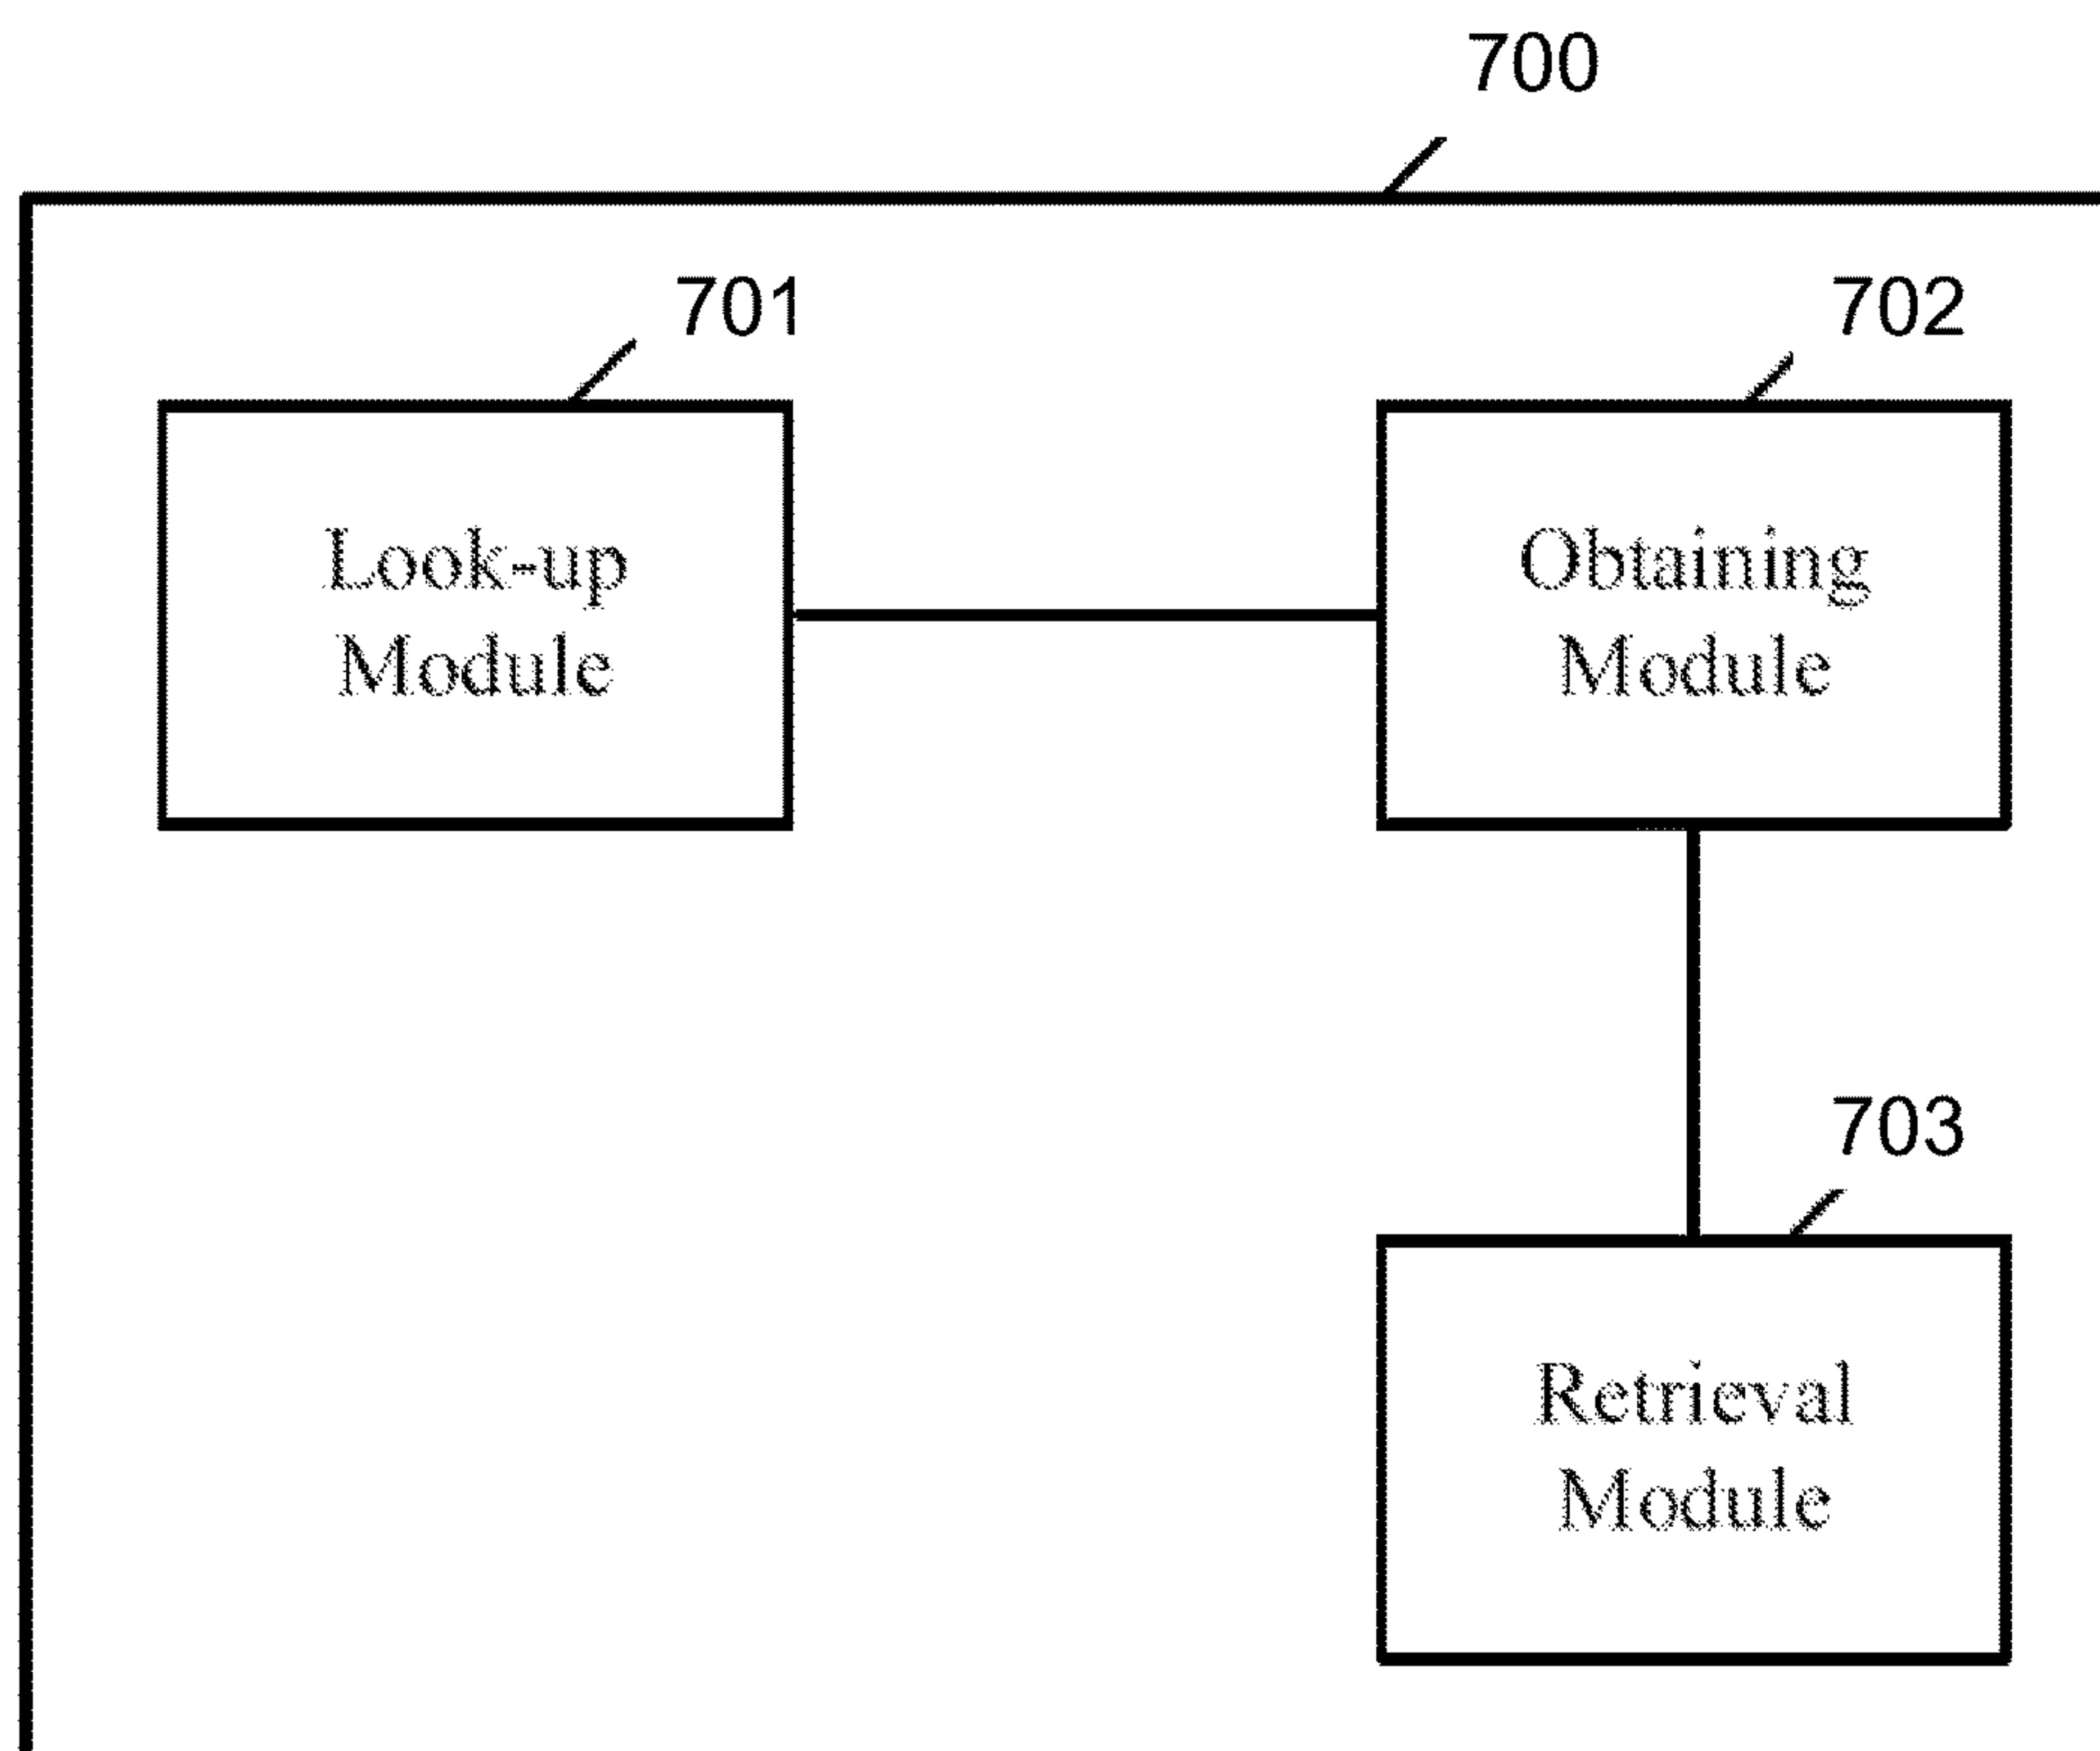 700
701
702
Look-up
Module
Obtaining
Module
703
Retrieval
Module